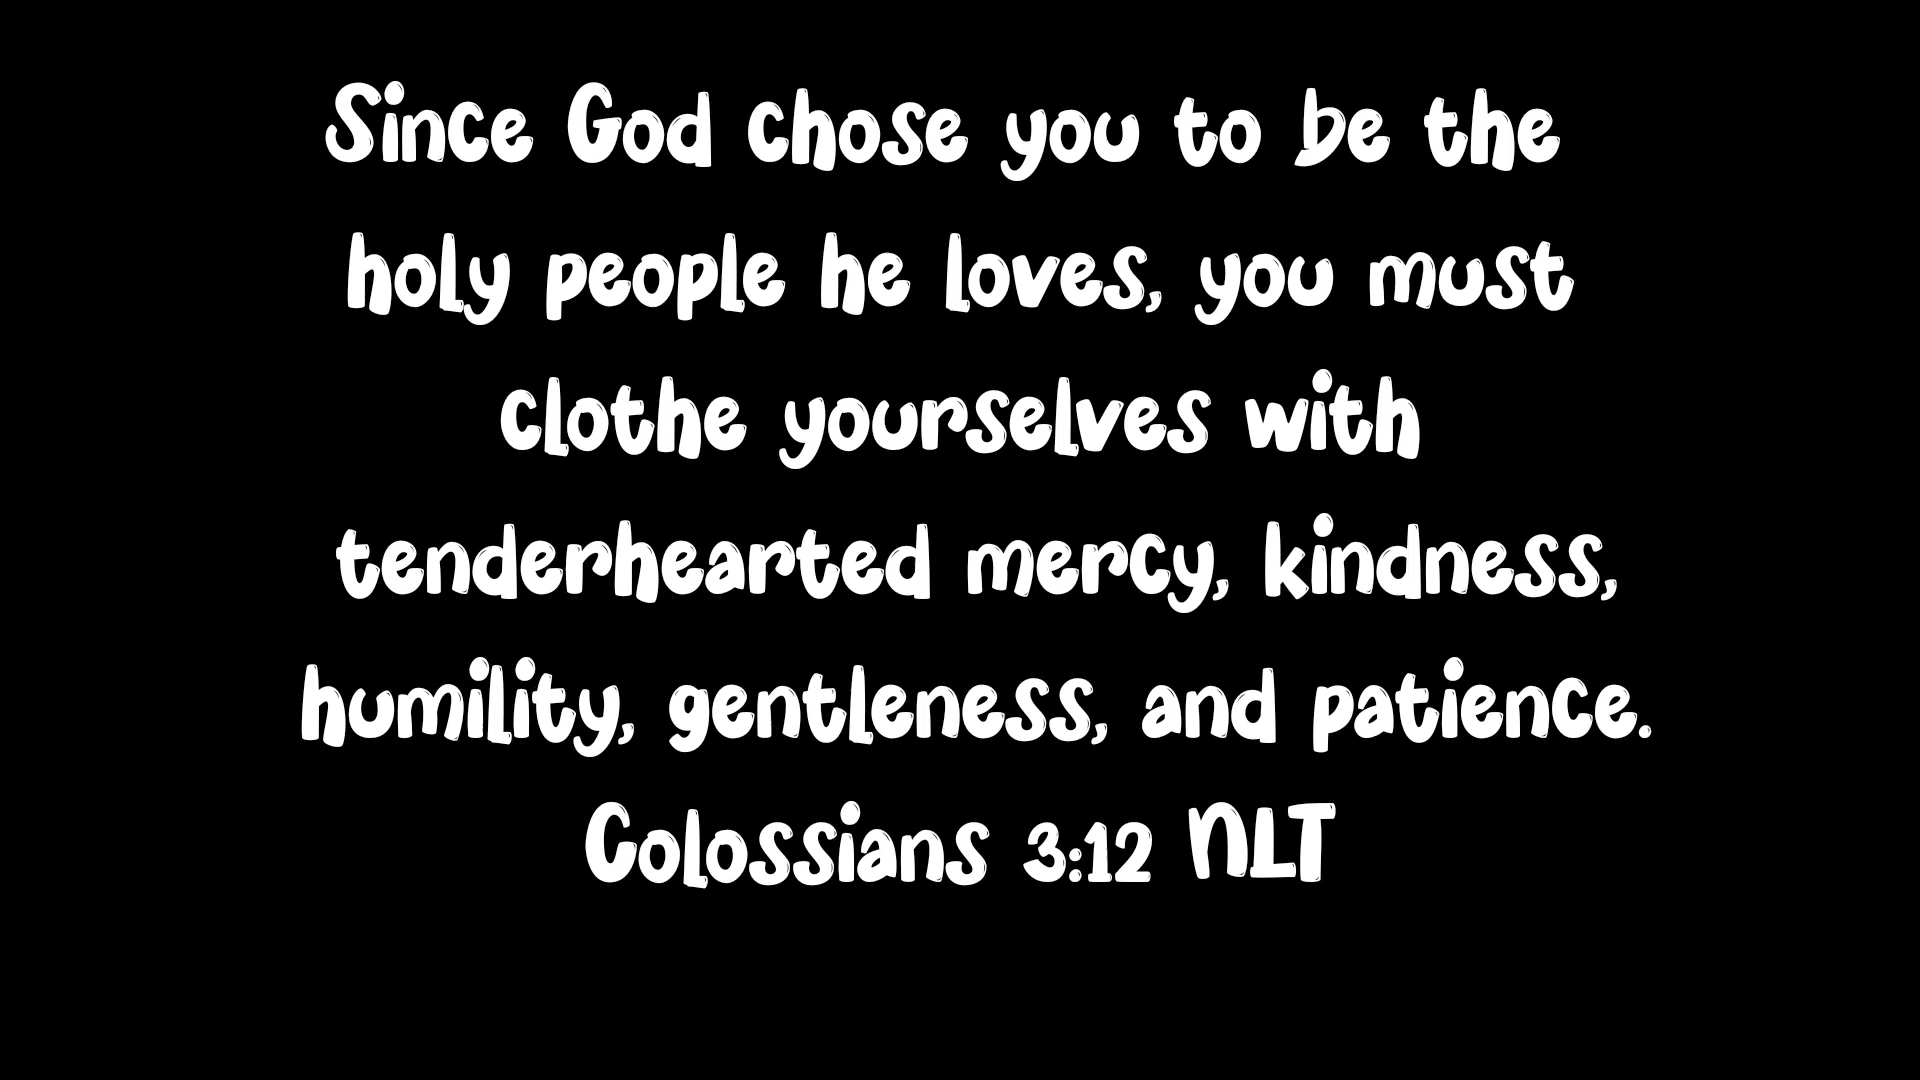 Since God chose you to be the
holy people he loves, you must
clothe yourselves with
tenderhearted mercy, kindness,
humility, gentleness, and patience.
Colossians 3:12 NLT